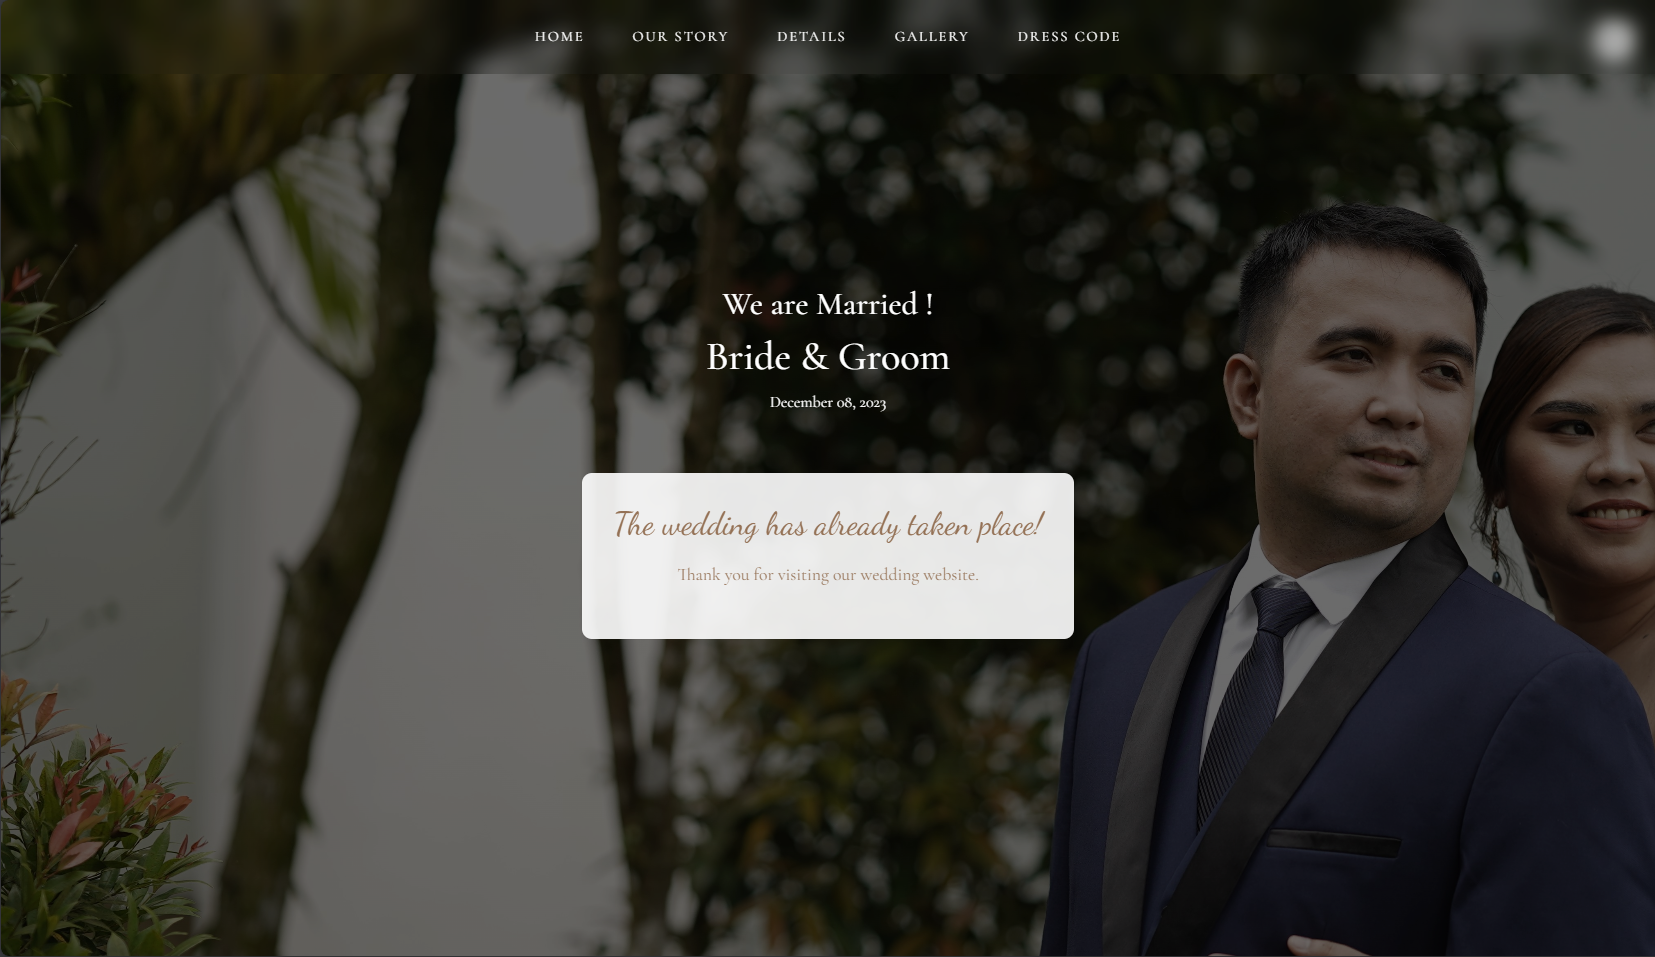 HOME OUR STORY DETAILS GALLERY DRESS CODE
We are Married !
Bride & Groom
December 08, 2023
The wedding has already taken place!
Thank you for visiting our wedding website.